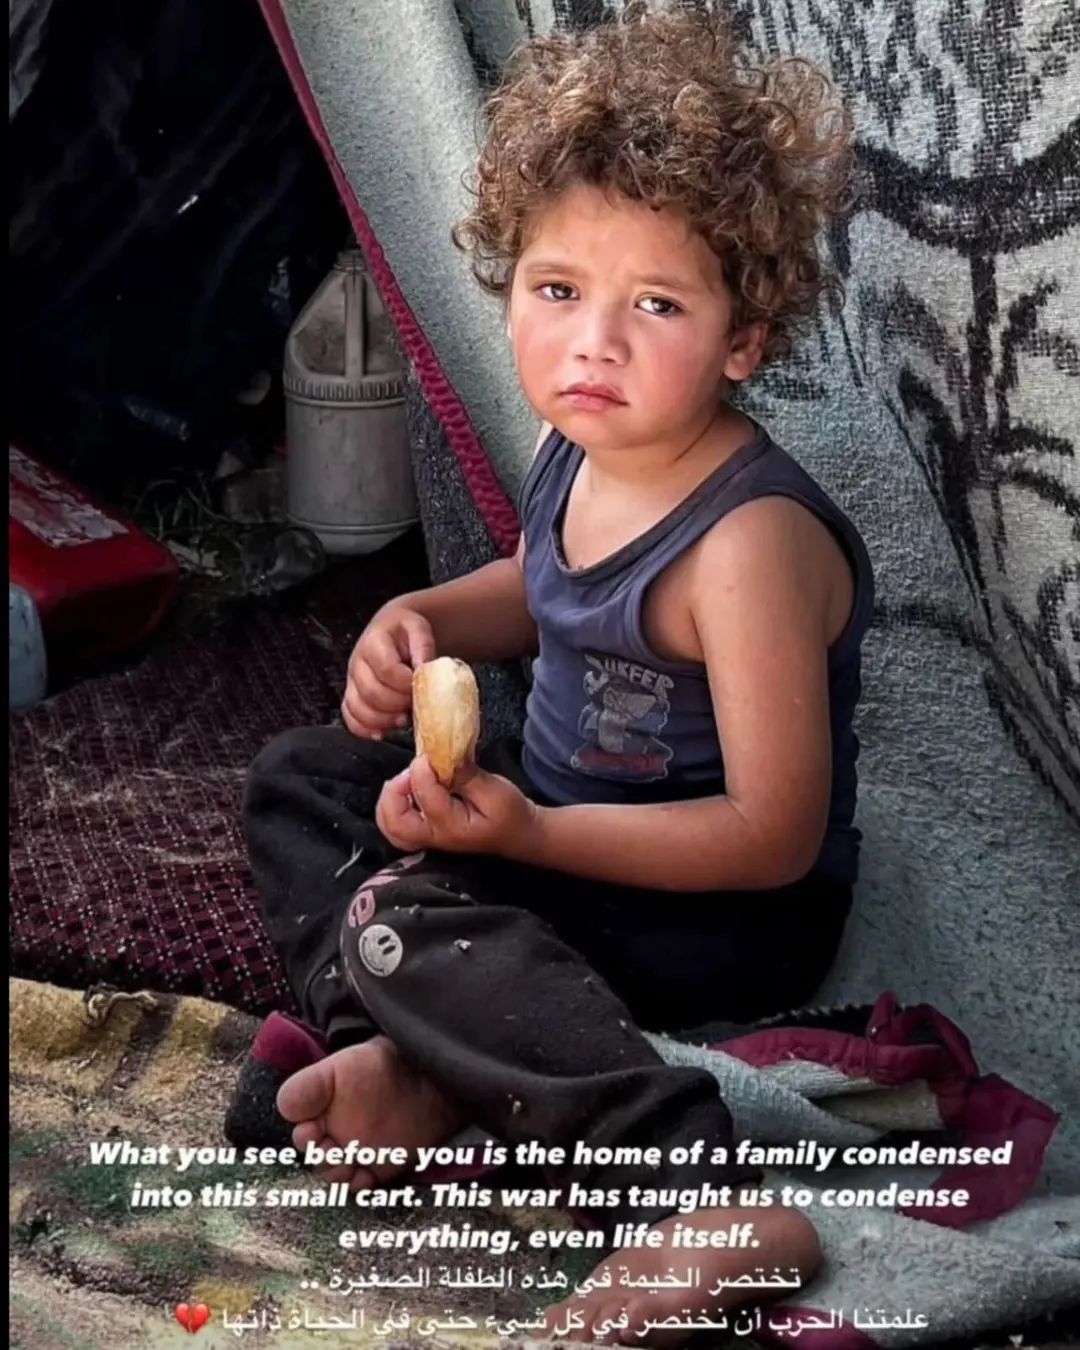 What you see before you is the home of a family condensed
into this small cart. This war has taught us to condense
everything, even life itself.
تختصر الخيمة في هذه الطفلة الصغيرة ..
علمتنا الحرب أن نختصر في كل شيء حتى في الحياة ذاتها 💔